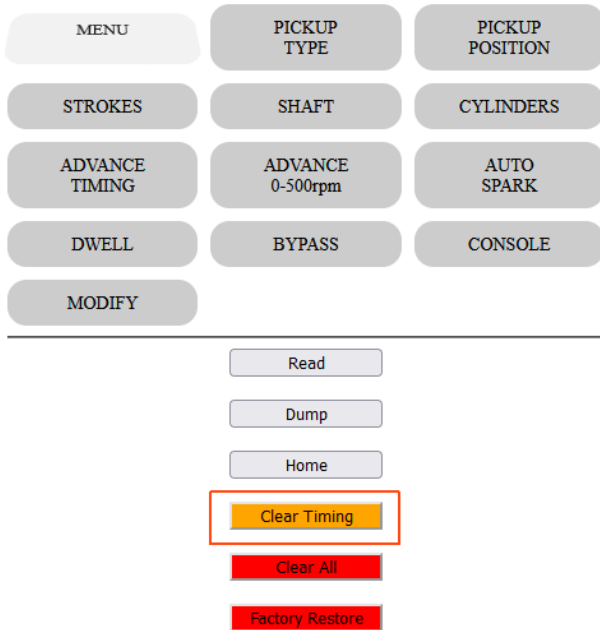 MENU
PICKUP
TYPE
PICKUP
POSITION
STROKES
SHAFT
CYLINDERS
ADVANCE
TIMING
ADVANCE
0-500rpm
AUTO
SPARK
DWELL
BYPASS
CONSOLE
MODIFY
Read
Dump
Home
Clear Timing
Clear All
Factory Restore